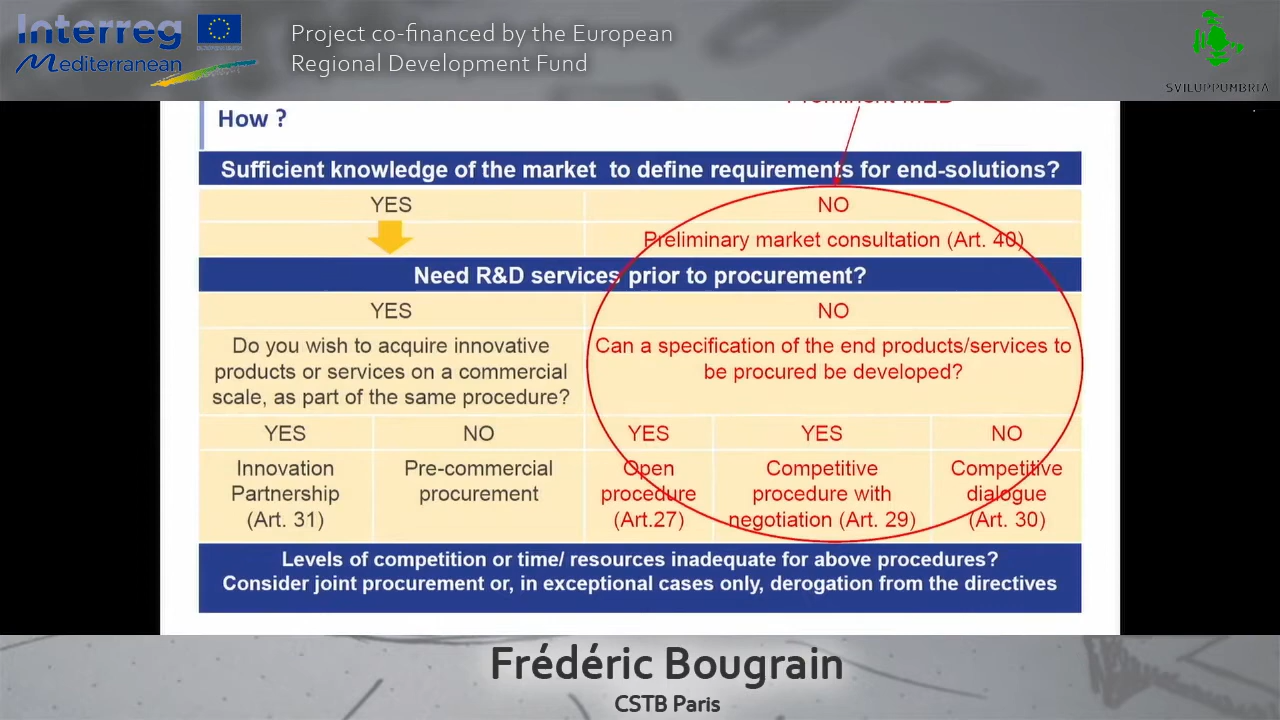 Interreg
Mediterranean
Project co-financed by the European
Regional Development Fund
SVILUPPUMBRIA
Prominent MED
How ?
Sufficient knowledge of the market to define requirements for end-solutions?
YES
NO
Preliminary market consultation (Art. 40)
Need R&D services prior to procurement?
YES
NO
Do you wish to acquire innovative
products or services on a commercial
scale, as part of the same procedure?
Can a specification of the end products/services to
be procured be developed?
YES
NO
YES
YES
NO
Innovation
Partnership
(Art. 31)
Pre-commercial
procurement
Open
procedure
(Art.27)
Competitive
procedure with
negotiation (Art. 29)
Competitive
dialogue
(Art. 30)
Levels of competition or time/ resources inadequate for above procedures?
Consider joint procurement or, in exceptional cases only, derogation from the directives
Frédéric Bougrain
CSTB Paris